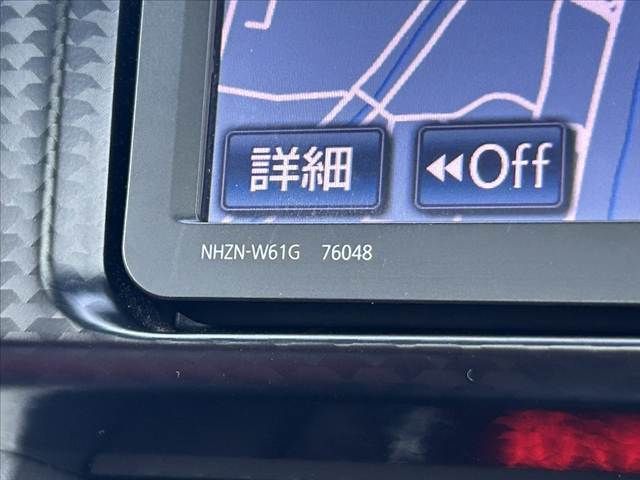 詳細 ◀◀Off
NHZN-W61G 76048